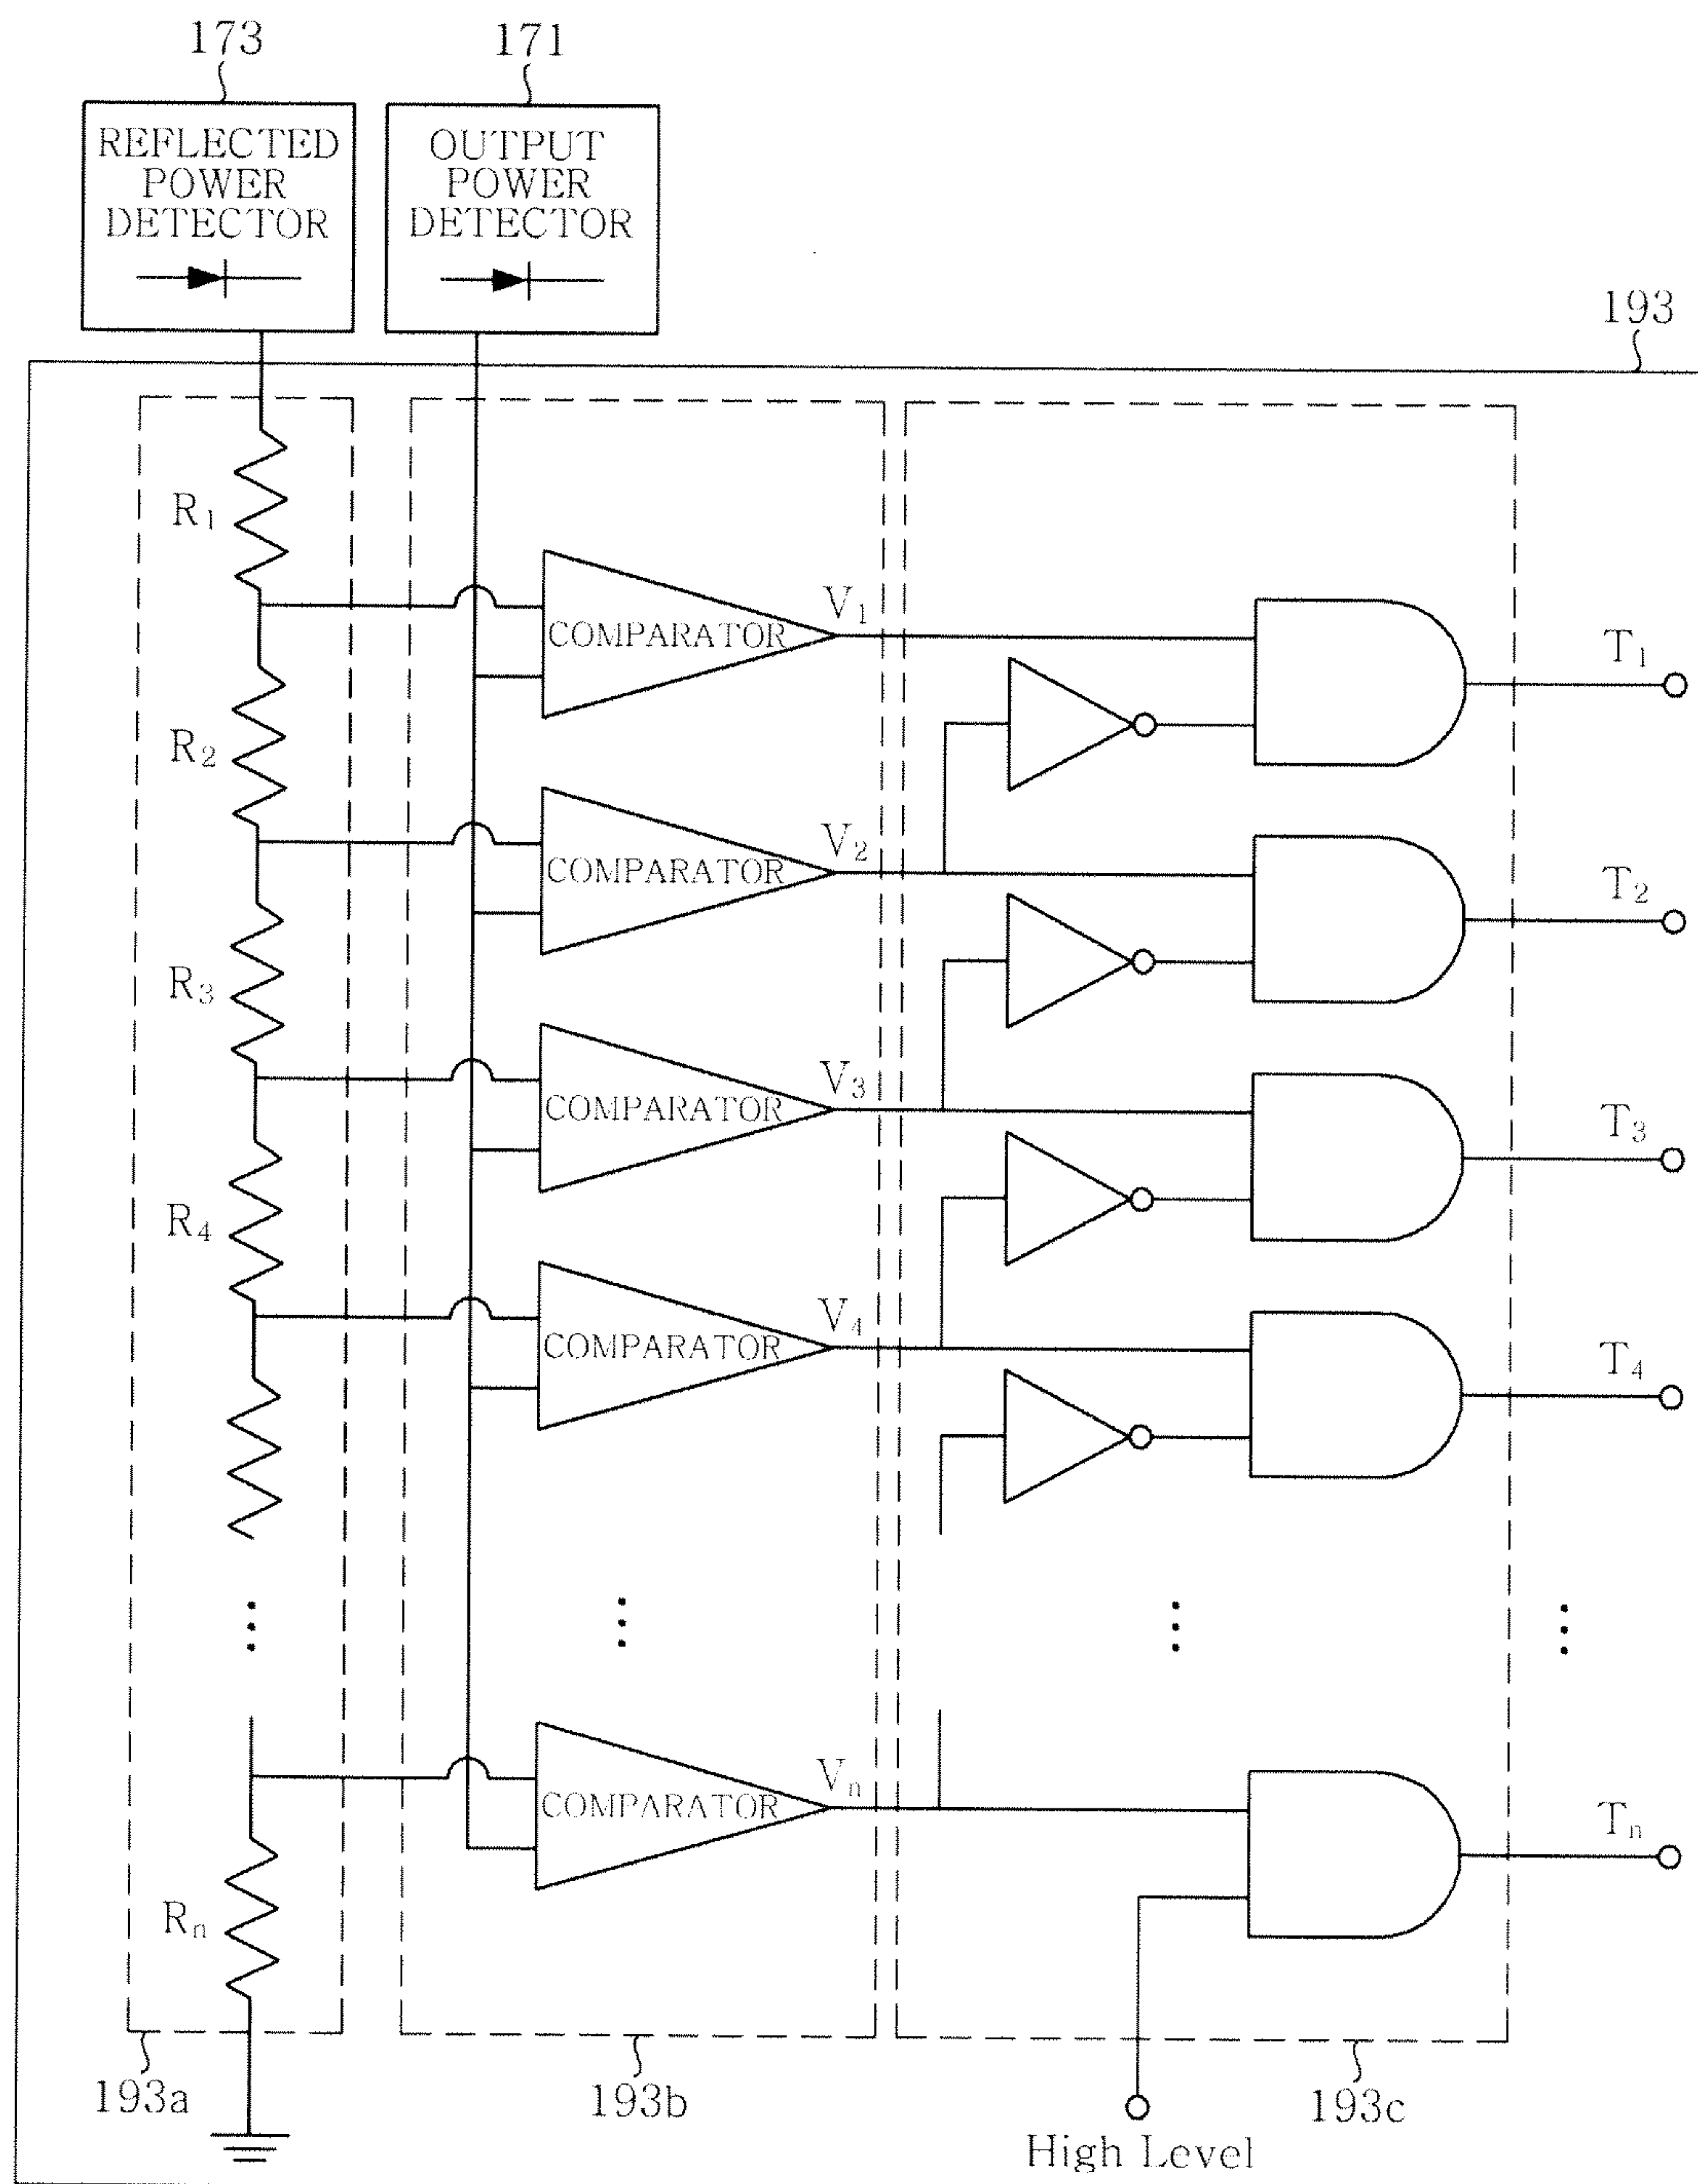 173
171
REFLECTED
POWER
DETECTOR
OUTPUT
POWER
DETECTOR
193
R1
V1
COMPARATOR
T1
R2
V2
COMPARATOR
T2
R3
V3
COMPARATOR
T3
R4
V4
COMPARATOR
T4
Vn
COMPARATOR
Tn
Rn
193a
193b
193c
High Level